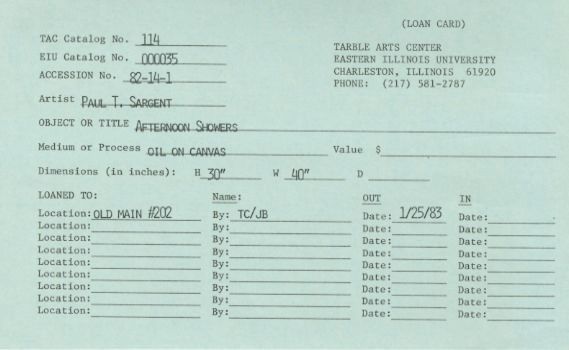 (LOAN CARD)
TAC Catalog No. 114
EIU Catalog No. 000035
ACCESSION No. 82-14-1
TARBLE ARTS CENTER
EASTERN ILLINOIS UNIVERSITY
CHARLESTON, ILLINOIS 61920
PHONE: (217) 581-2787
Artist PAUL T. SARGENT
OBJECT OR TITLE AFTERNOON SHOWERS
Medium or Process OIL ON CANVAS Value $
Dimensions (in inches): H 30" W 40" D
LOANED TO: Name: OUT IN
Location: OLD MAIN #202 By: TC/JB Date: 1/25/83 Date:
Location: By: Date: Date:
Location: By: Date: Date:
Location: By: Date: Date:
Location: By: Date: Date:
Location: By: Date: Date:
Location: By: Date: Date:
Location: By: Date: Date:
Location: By: Date: Date: